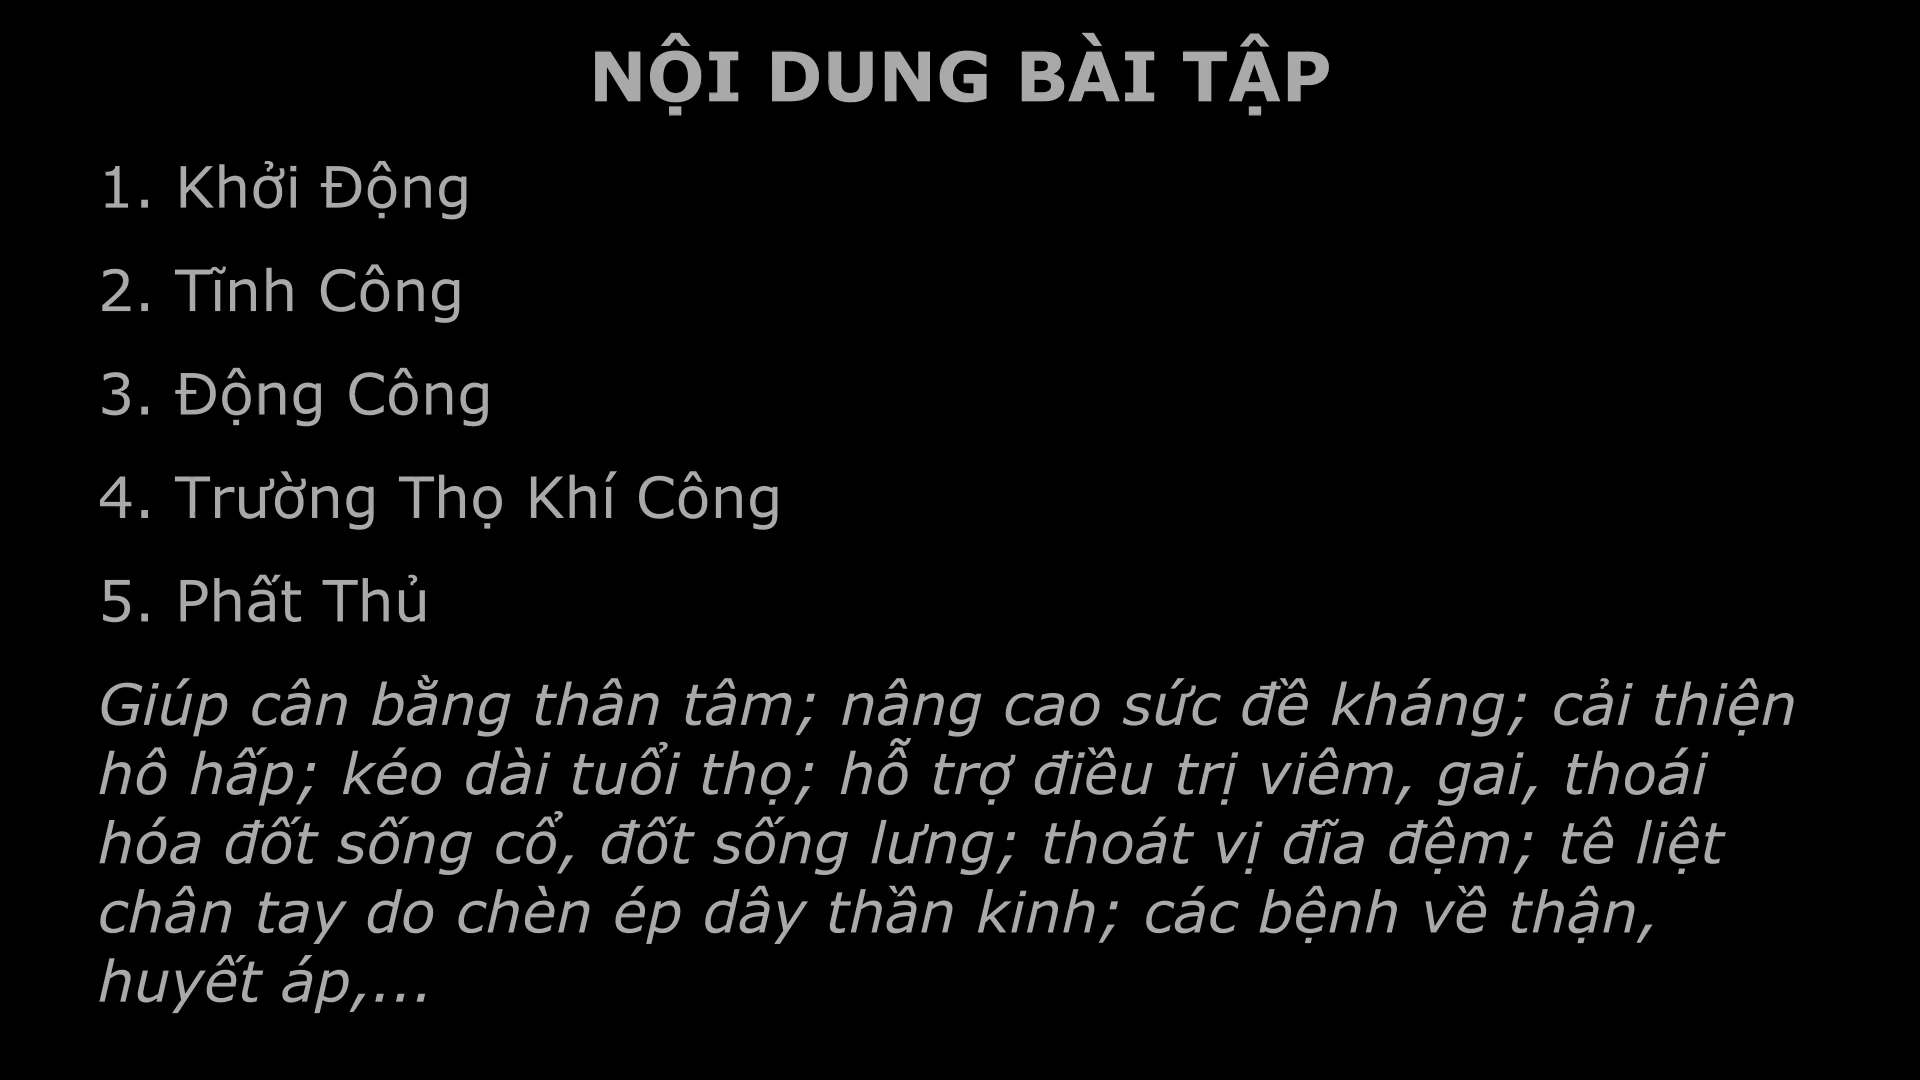 NỘI DUNG BÀI TẬP
1. Khởi Động
2. Tĩnh Công
3. Động Công
4. Trường Thọ Khí Công
5. Phất Thủ
Giúp cân bằng thân tâm; nâng cao sức đề kháng; cải thiện
hô hấp; kéo dài tuổi thọ; hỗ trợ điều trị viêm, gai, thoái
hóa đốt sống cổ, đốt sống lưng; thoát vị đĩa đệm; tê liệt
chân tay do chèn ép dây thần kinh; các bệnh về thận,
huyết áp,...